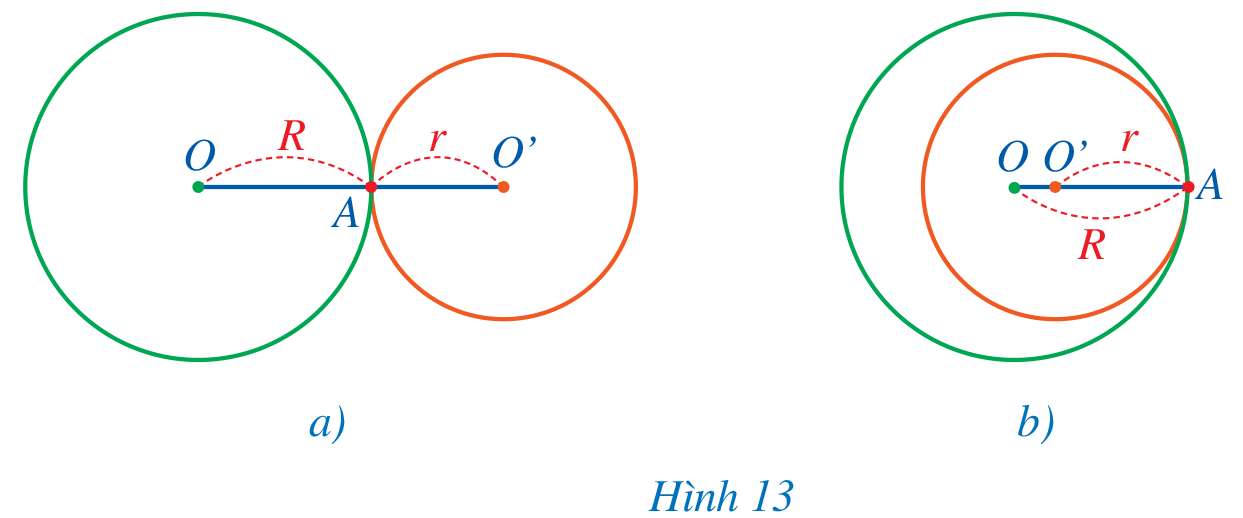 O R A r O’
O O’ r A R
a) b)
Hình 13